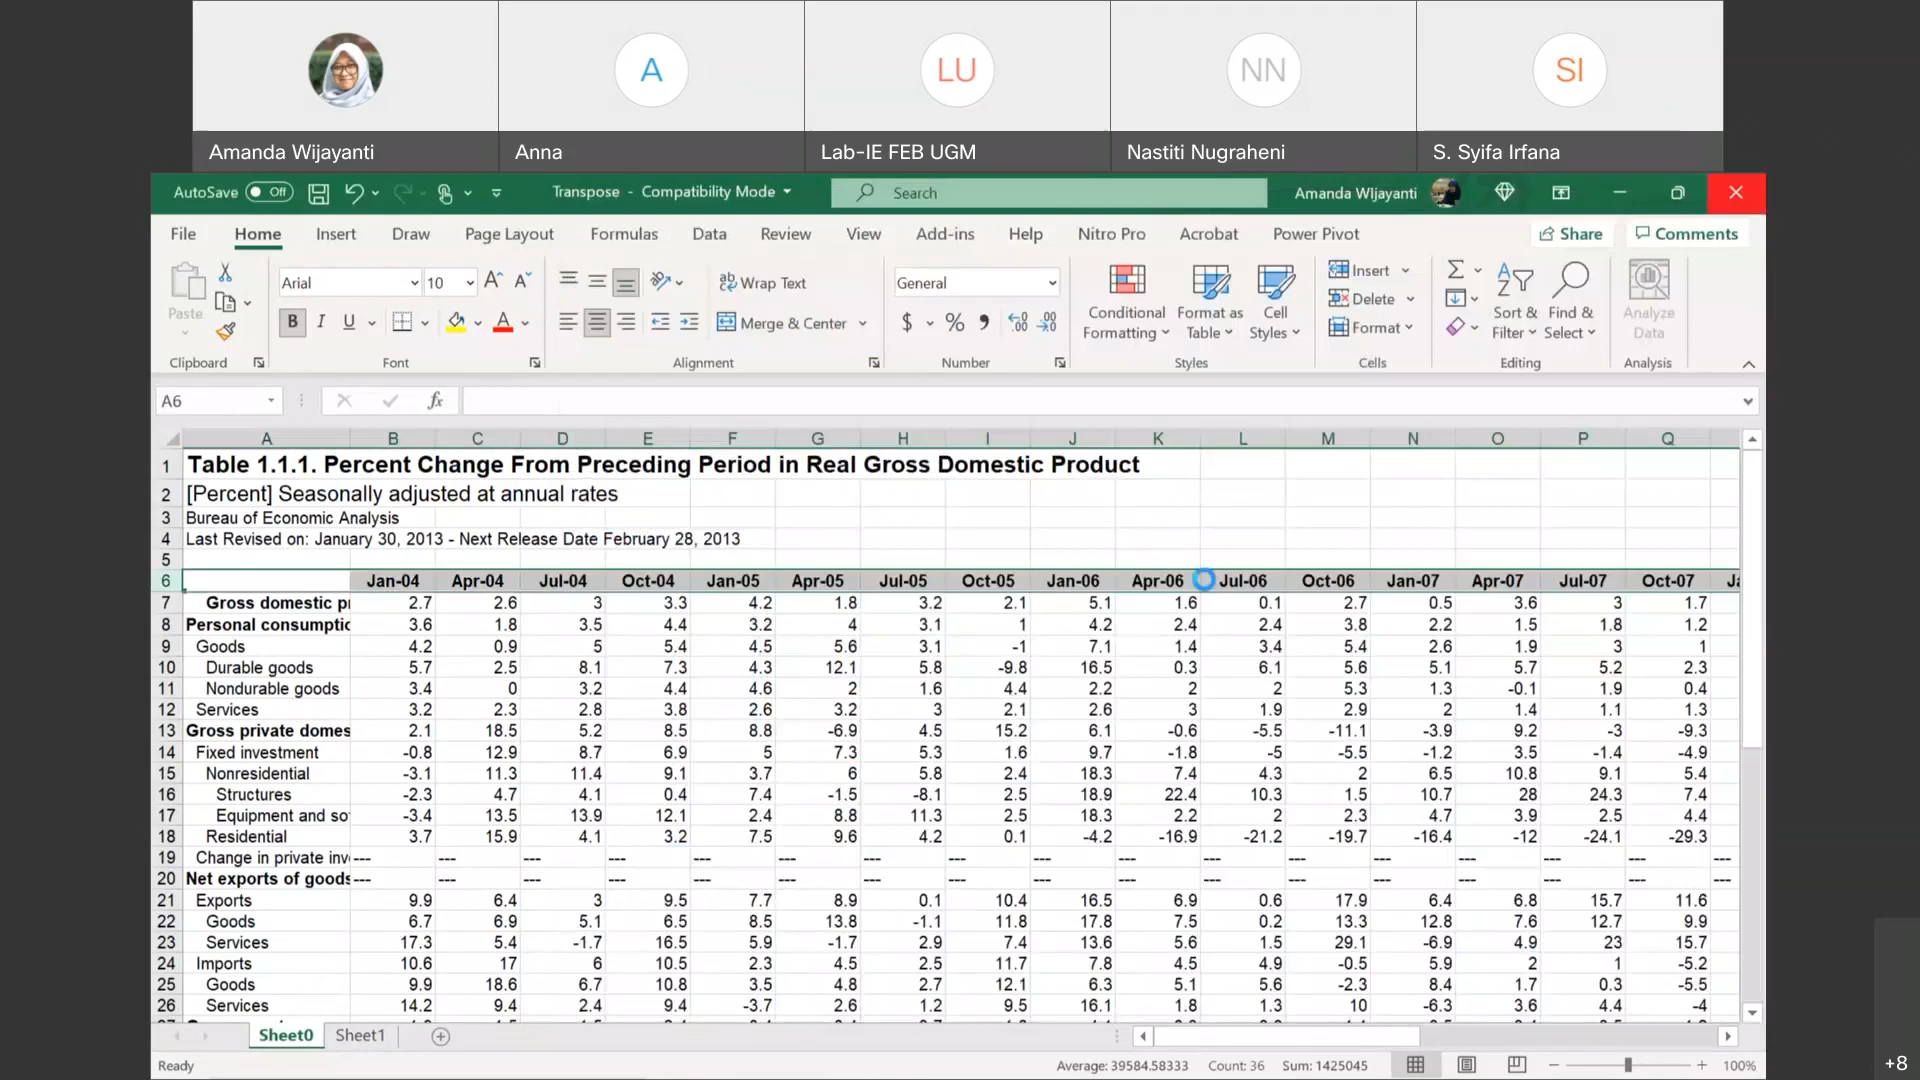 A LU NN SI
Amanda Wijayanti Anna Lab-IE FEB UGM Nastiti Nugraheni S. Syifa Irfana
AutoSave Off Transpose - Compatibility Mode Search Amanda WIjayanti
File Home Insert Draw Page Layout Formulas Data Review View Add-ins Help Nitro Pro Acrobat Power Pivot Share Comments
Paste Arial 10 Wrap Text General Conditional Formatting Format as Table Cell Styles Insert Sort & Filter Find & Select Analyze Data
B I U Merge & Center $ % Delete
Format
Clipboard Font Alignment Number Styles Cells Editing Analysis
A6 fx
A B C D E F G H I J K L M N O P Q
1 Table 1.1.1. Percent Change From Preceding Period in Real Gross Domestic Product
2 [Percent] Seasonally adjusted at annual rates
3 Bureau of Economic Analysis
4 Last Revised on: January 30, 2013 - Next Release Date February 28, 2013
5
6 Jan-04 Apr-04 Jul-04 Oct-04 Jan-05 Apr-05 Jul-05 Oct-05 Jan-06 Apr-06 Jul-06 Oct-06 Jan-07 Apr-07 Jul-07 Oct-07
7 Gross domestic 2.7 2.6 3 3.3 4.2 1.8 3.2 2.1 5.1 1.6 0.1 2.7 0.5 3.6 3 1.7
8 Personal consumptic 3.6 1.8 3.5 4.4 3.2 4 3.1 1 4.2 2.4 2.4 3.8 2.2 1.5 1.8 1.2
9 Goods 4.2 0.9 5 5.4 4.5 5.6 3.1 -1 7.1 1.4 3.4 5.4 2.6 1.9 3 1
10 Durable goods 5.7 2.5 8.1 7.3 4.3 12.1 5.8 -9.8 16.5 0.3 6.1 5.6 5.1 5.7 5.2 2.3
11 Nondurable goods 3.4 0 3.2 4.4 4.6 2 1.6 4.4 2.2 2 2 5.3 1.3 -0.1 1.9 0.4
12 Services 3.2 2.3 2.8 3.8 2.6 3.2 3 2.1 2.6 3 1.9 2.9 2 1.4 1.1 1.3
13 Gross private domes 2.1 18.5 5.2 8.5 8.8 -6.9 4.5 15.2 6.1 -0.6 -5.5 -11.1 -3.9 9.2 -3 -9.3
14 Fixed investment -0.8 12.9 8.7 6.9 5 7.3 5.3 1.6 9.7 -1.8 -5 -5.5 -1.2 3.5 -1.4 -4.9
15 Nonresidential -3.1 11.3 11.4 9.1 3.7 6 5.8 2.4 18.3 7.4 4.3 2 6.5 10.8 9.1 5.4
16 Structures -2.3 4.7 4.1 0.4 7.4 -1.5 -8.1 2.5 18.9 22.4 10.3 1.5 10.7 28 24.3 7.4
17 Equipment and so -3.4 13.5 13.9 12.1 2.4 8.8 11.3 2.5 18.3 2.2 2 2.3 4.7 3.9 2.5 4.4
18 Residential 3.7 15.9 4.1 3.2 7.5 9.6 4.2 0.1 -4.2 -16.9 -21.2 -19.7 -16.4 -12 -24.1 -29.3
19 Change in private inv --- --- --- --- --- --- --- --- --- --- --- --- --- --- --- --- ---
20 Net exports of goods --- --- --- --- --- --- --- --- --- --- --- --- --- --- --- --- ---
21 Exports 9.9 6.4 3 9.5 7.7 8.9 0.1 10.4 16.5 6.9 0.6 17.9 6.4 6.8 15.7 11.6
22 Goods 6.7 6.9 5.1 6.5 8.5 13.8 -1.1 11.8 17.8 7.5 0.2 13.3 12.8 7.6 12.7 9.9
23 Services 17.3 5.4 -1.7 16.5 5.9 -1.7 2.9 7.4 13.6 5.6 1.5 29.1 -6.9 4.9 23 15.7
24 Imports 10.6 17 6 10.5 2.3 4.5 2.5 11.7 7.8 4.5 4.9 -0.5 5.9 2 1 -5.2
25 Goods 9.9 18.6 6.7 10.8 3.5 4.8 2.7 12.1 6.3 5.1 5.6 -2.3 8.4 1.7 0.3 -5.5
26 Services 14.2 9.4 2.4 9.4 -3.7 2.6 1.2 9.5 16.1 1.8 1.3 10 -6.3 3.6 4.4 -4
Sheet0 Sheet1
Ready Average: 39584.58333 Count: 36 Sum: 1425045 100%
+8